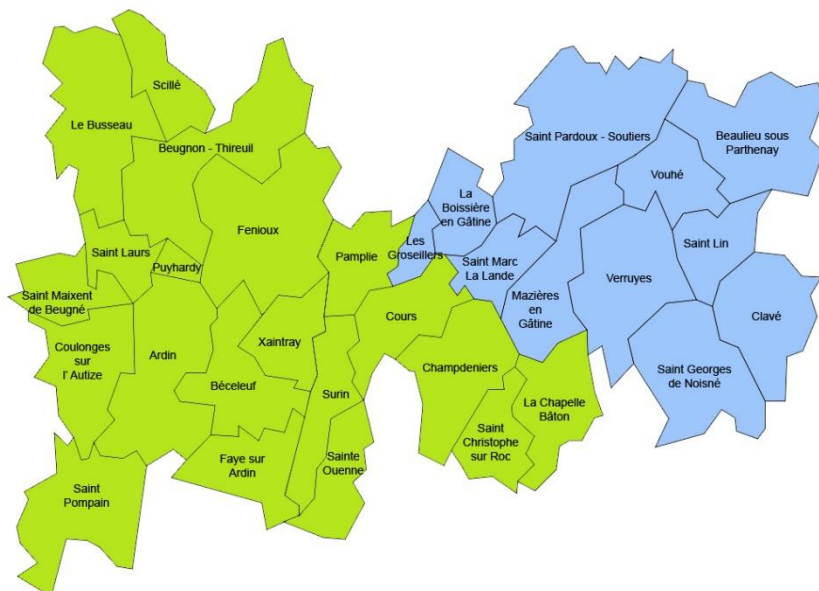 Scillé
Le Busseau
Beugnon - Thireuil
Saint Pardoux - Soutiers
Beaulieu sous
Parthenay
Vouhé
La
Boissière
en Gâtine
Fenioux
Saint Laurs
Puyhardy
Pamplie
Les
Groseillers
Saint Marc
La Lande
Saint Lin
Verruyes
Saint Maixent
de Beugné
Mazières
en
Gâtine
Cours
Clavé
Coulonges
sur
l' Autize
Ardin
Xaintray
Béceleuf
Champdeniers
Saint Georges
de Noisné
Surin
La Chapelle
Bâton
Saint
Christophe
sur Roc
Sainte
Ouenne
Faye sur
Ardin
Saint
Pompain